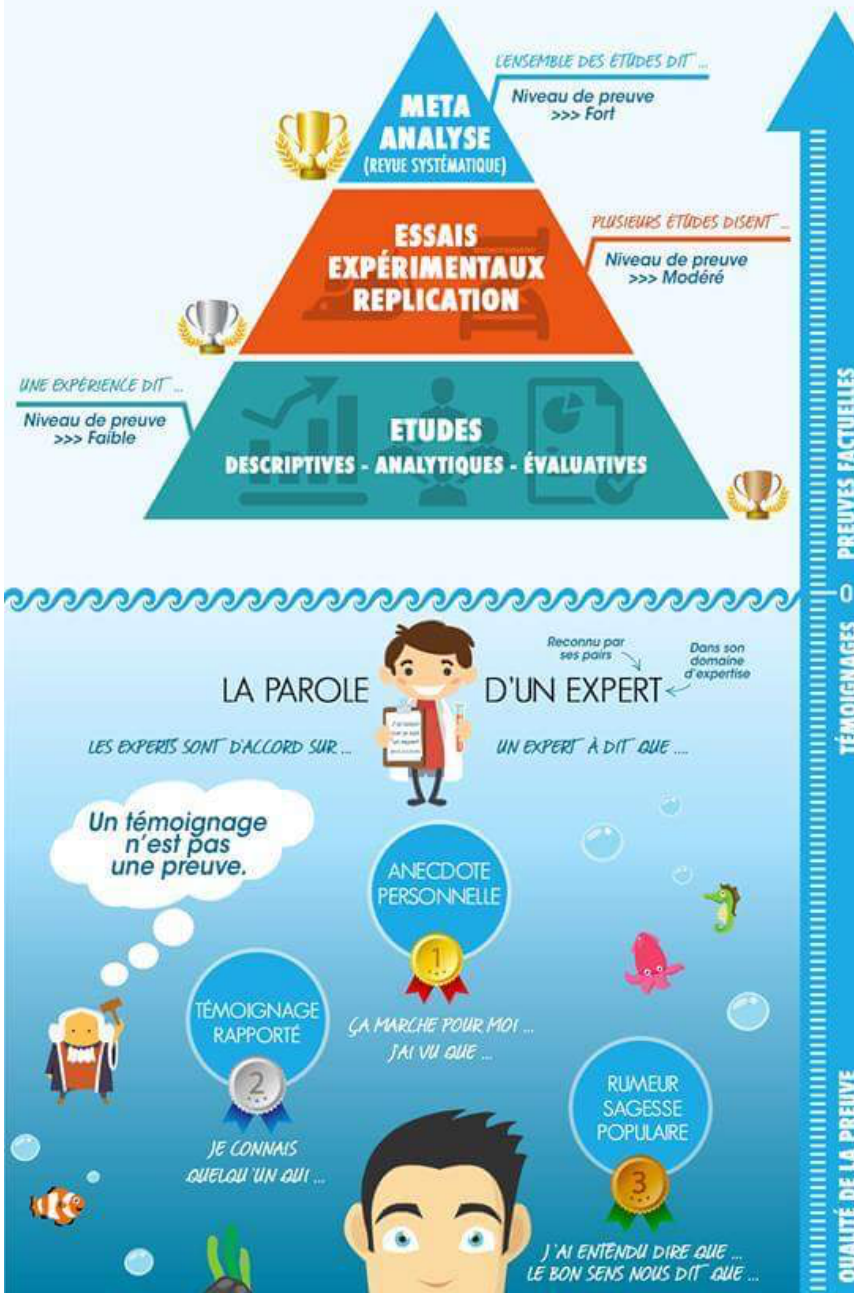 L'ENSEMBLE DES ÉTUDES DIT ...
Niveau de preuve
>>> Fort
META
ANALYSE
(REVUE SYSTÉMATIQUE)
PLUSIEURS ÉTUDES DISENT ...
Niveau de preuve
>>> Modéré
ESSAIS
EXPÉRIMENTAUX
REPLICATION
UNE EXPÉRIENCE DIT ...
Niveau de preuve
>>> Faible
ETUDES
DESCRIPTIVES - ANALYTIQUES - ÉVALUATIVES
PREUVES FACTUELLES
0
TÉMOIGNAGES
QUALITÉ DE LA PREUVE
Reconnu par
ses pairs
Dans son
domaine
d'expertise
LA PAROLE D'UN EXPERT
LES EXPERTS SONT D'ACCORD SUR ...
UN EXPERT À DIT QUE ....
Un témoignage
n'est pas
une preuve.
ANECDOTE
PERSONNELLE
1
ÇA MARCHE POUR MOI ...
J'AI VU QUE ...
TÉMOIGNAGE
RAPPORTÉ
2
JE CONNAIS
QUELQU'UN QUI ...
RUMEUR
SAGESSE
POPULAIRE
3
J'AI ENTENDU DIRE QUE ...
LE BON SENS NOUS DIT QUE ...